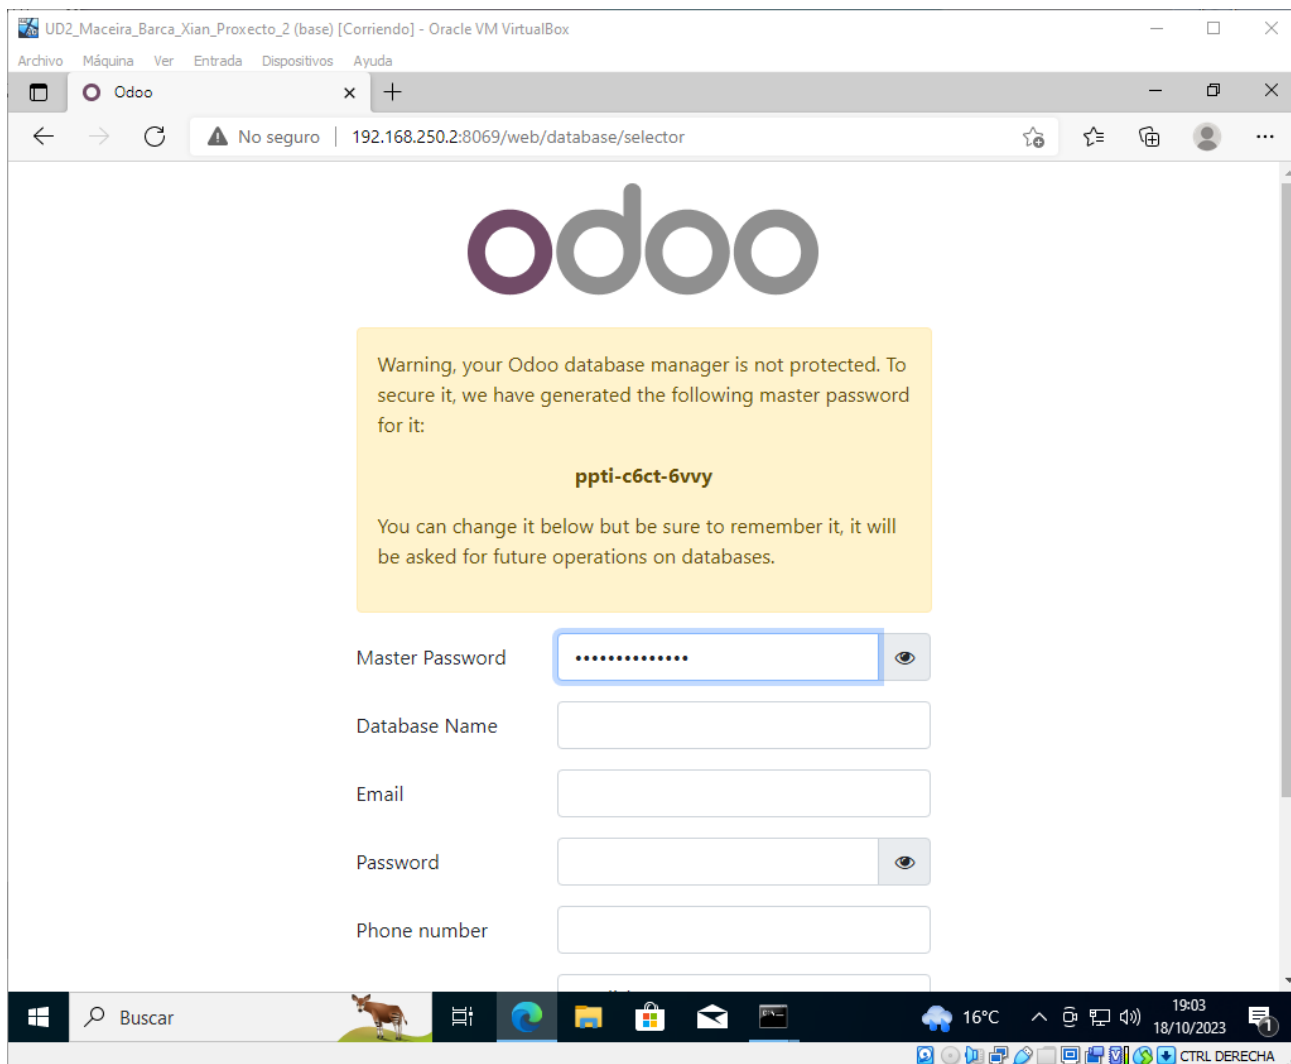 UD2_Maceira_Barca_Xian_Proxecto_2 (base) [Corriendo] - Oracle VM VirtualBox
Archivo Máquina Ver Entrada Dispositivos Ayuda
Odoo
No seguro 192.168.250.2:8069/web/database/selector
odoo
Warning, your Odoo database manager is not protected. To
secure it, we have generated the following master password
for it:
ppti-c6ct-6vvy
You can change it below but be sure to remember it, it will
be asked for future operations on databases.
Master Password ••••••••••••••
Database Name
Email
Password
Phone number
Buscar
16°C
19:03
18/10/2023
1
CTRL DERECHA